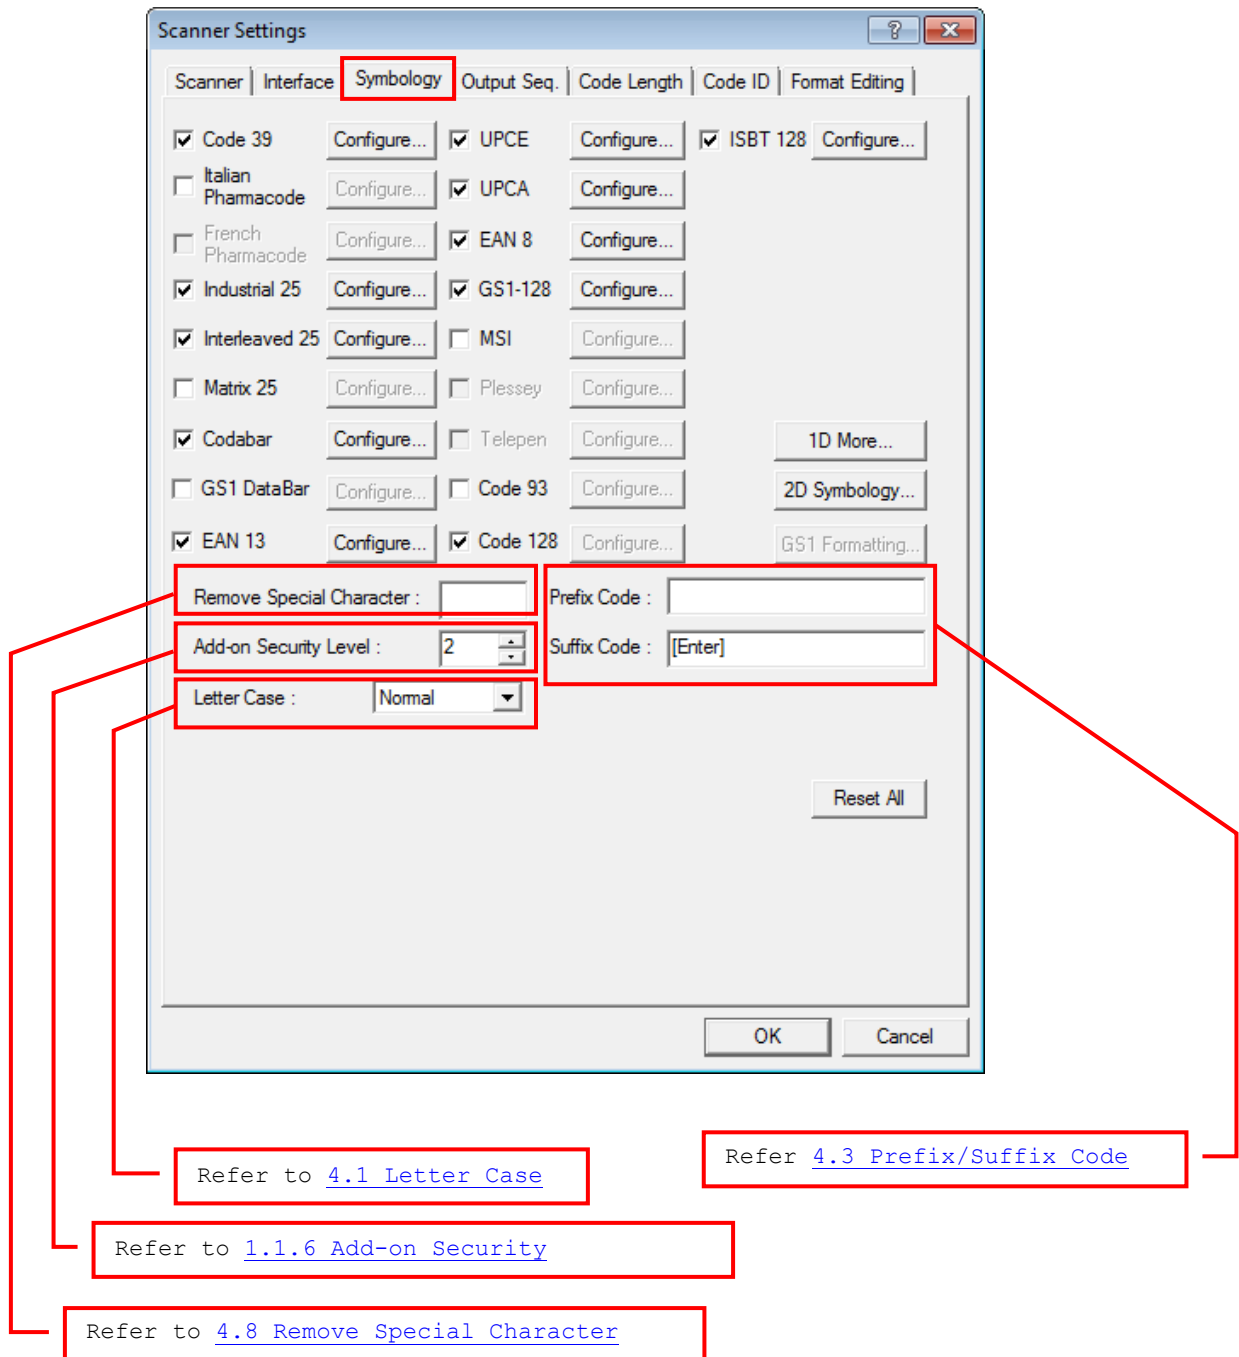 Scanner Settings
Scanner Interface Symbology Output Seq. Code Length Code ID Format Editing
Code 39 Configure... UPCE Configure... ISBT 128 Configure...
Italian
Pharmacode Configure... UPCA Configure...
French
Pharmacode Configure... EAN 8 Configure...
Industrial 25 Configure... GS1-128 Configure...
Interleaved 25 Configure... MSI Configure...
Matrix 25 Configure... Plessey Configure...
Codabar Configure... Telepen Configure... 1D More...
GS1 DataBar Configure... Code 93 Configure... 2D Symbology...
EAN 13 Configure... Code 128 Configure... GS1 Formatting...
Remove Special Character : Prefix Code :
Add-on Security Level : 2 Suffix Code : [Enter]
Letter Case : Normal
Reset All
OK Cancel
Refer 4.3 Prefix/Suffix Code
Refer to 4.1 Letter Case
Refer to 1.1.6 Add-on Security
Refer to 4.8 Remove Special Character